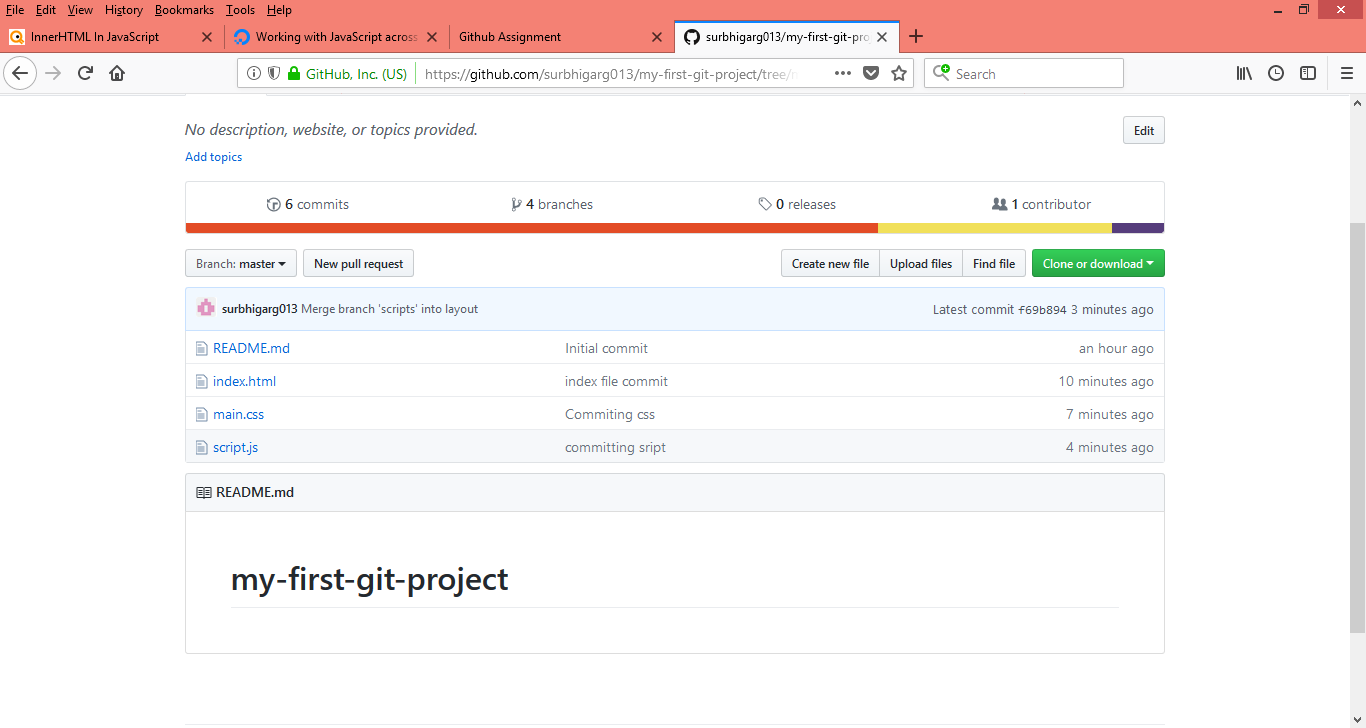 File Edit View History Bookmarks Tools Help
InnerHTML In JavaScript Working with JavaScript across Github Assignment surbhigarg013/my-first-git-proj
GitHub, Inc. (US) https://github.com/surbhigarg013/my-first-git-project/tree/ Search
No description, website, or topics provided. Edit
Add topics
6 commits 4 branches 0 releases 1 contributor
Branch: master New pull request Create new file Upload files Find file Clone or download
surbhigarg013 Merge branch 'scripts' into layout Latest commit f69b894 3 minutes ago
README.md Initial commit an hour ago
index.html index file commit 10 minutes ago
main.css Commiting css 7 minutes ago
script.js committing sript 4 minutes ago
README.md
my-first-git-project